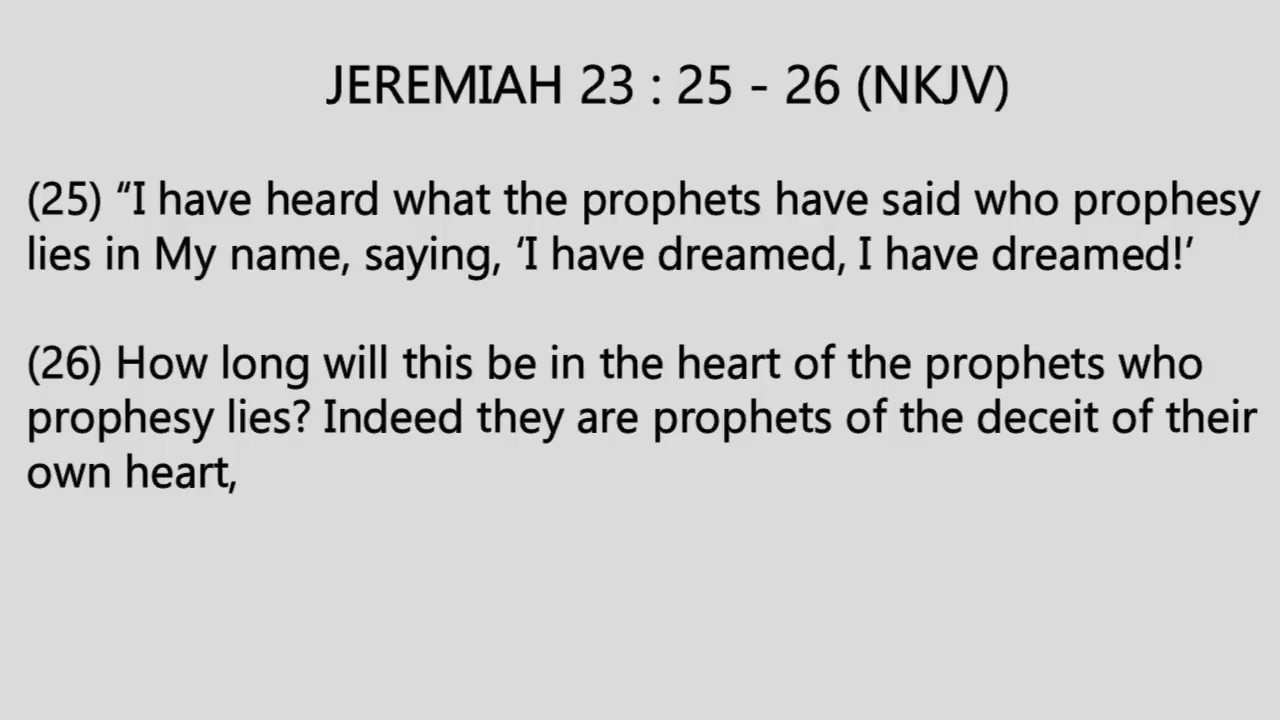 JEREMIAH 23 : 25 - 26 (NKJV)
(25) “I have heard what the prophets have said who prophesy
lies in My name, saying, ‘I have dreamed, I have dreamed!’
(26) How long will this be in the heart of the prophets who
prophesy lies? Indeed they are prophets of the deceit of their
own heart,